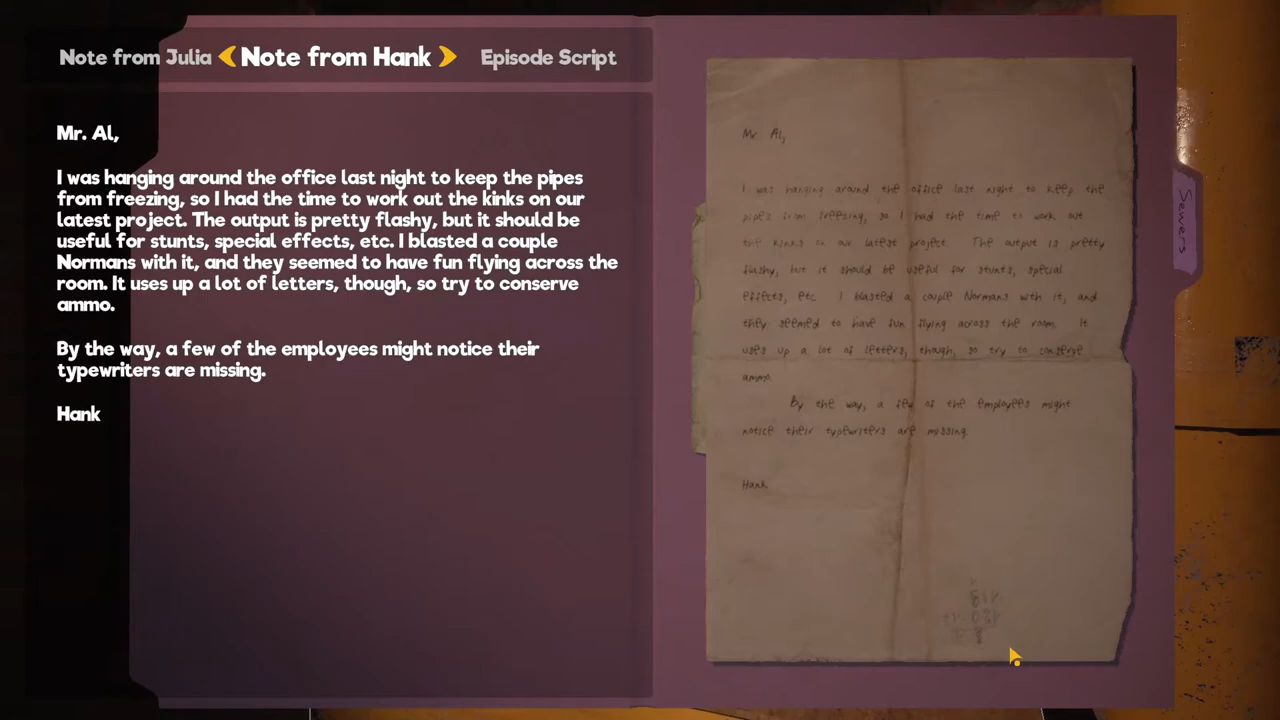 Note from Julia Note from Hank Episode Script
Mr. Al,
I was hanging around the office last night to keep the pipes
from freezing, so I had the time to work out the kinks on our
latest project. The output is pretty flashy, but it should be
useful for stunts, special effects, etc. I blasted a couple
Normans with it, and they seemed to have fun flying across the
room. It uses up a lot of letters, though, so try to conserve
ammo.
By the way, a few of the employees might notice their
typewriters are missing.
Hank
Mr. Al,
I was hanging around the office last night to keep the
pipes from freezing, so I had the time to work out
the kinks on our latest project. The output is pretty
flashy, but it should be useful for stunts, special
effects, etc. I blasted a couple Normans with it, and
they seemed to have fun flying across the room. It
uses up a lot of letters, though, so try to conserve
ammo.
By the way, a few of the employees might
notice their typewriters are missing.
Hank
Sewers